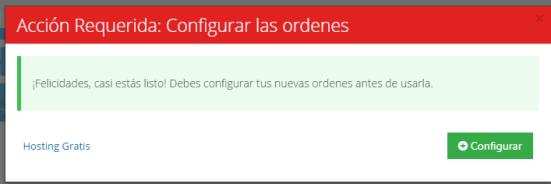 Acción Requerida: Configurar las ordenes
×
¡Felicidades, casi estás listo! Debes configurar tus nuevas ordenes antes de usarla.
Hosting Gratis
Configurar